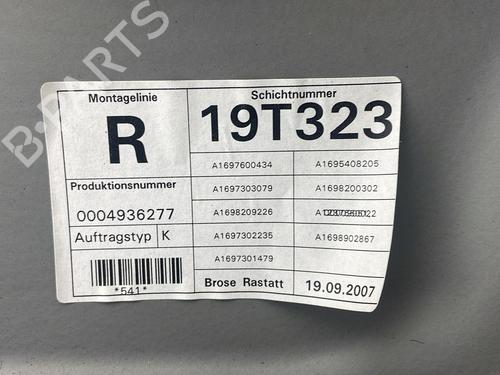 B-PARTS
Montagelinie
Schichtnummer
R
19T323
A1697600434
A1695408205
Produktionsnummer
A1697303079
A1698200302
0004936277
A1698209226
Auftragstyp K
A1697302235
A1698902867
A1697301479
*541*
Brose Rastatt
19.09.2007